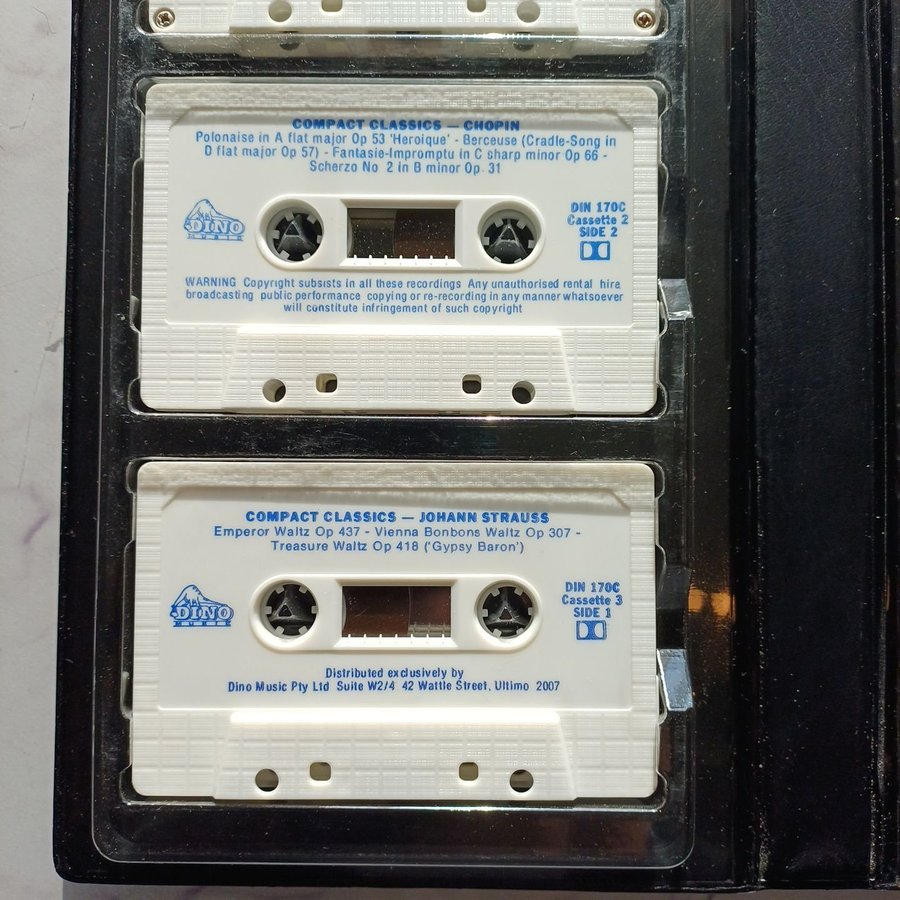 COMPACT CLASSICS — CHOPIN
Polonaise in A flat major Op 53 'Heroique' - Berceuse (Cradle-Song in
D flat major Op 57) - Fantasie-Impromptu in C sharp minor Op 66 -
Scherzo No 2 in B minor Op. 31
DINO
MUSIC
DIN 170C
Cassette 2
SIDE 2
WARNING Copyright subsists in all these recordings Any unauthorised rental hire
broadcasting public performance copying or re-recording in any manner whatsoever
will constitute infringement of such copyright
COMPACT CLASSICS — JOHANN STRAUSS
Emperor Waltz Op 437 - Vienna Bonbons Waltz Op 307 -
Treasure Waltz Op 418 ('Gypsy Baron')
DINO
MUSIC
DIN 170C
Cassette 3
SIDE 1
Distributed exclusively by
Dino Music Pty Ltd Suite W2/4 42 Wattle Street, Ultimo 2007